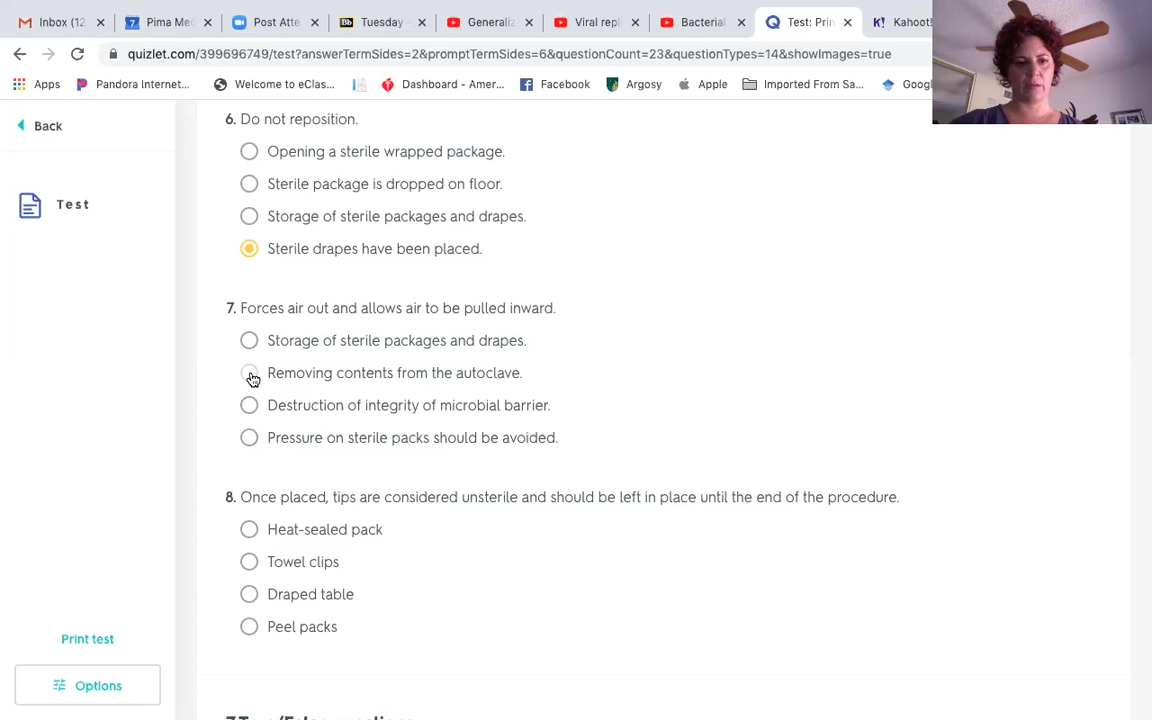 Inbox (12
Pima Med
Post Atte
Bb Tuesday
Generaliz
Viral repl
Bacterial
Q Test: Prin
K! Kahoot!
quizlet.com/399696749/test?answerTermSides=2&promptTermSides=6&questionCount=23&questionTypes=14&showImages=true
Apps
Pandora Internet...
Welcome to eClas...
Dashboard - Amer...
Facebook
Argosy
Apple
Imported From Sa...
Googl
Back
Test
6. Do not reposition.
Opening a sterile wrapped package.
Sterile package is dropped on floor.
Storage of sterile packages and drapes.
Sterile drapes have been placed.
7. Forces air out and allows air to be pulled inward.
Storage of sterile packages and drapes.
Removing contents from the autoclave.
Destruction of integrity of microbial barrier.
Pressure on sterile packs should be avoided.
8. Once placed, tips are considered unsterile and should be left in place until the end of the procedure.
Heat-sealed pack
Towel clips
Draped table
Peel packs
Print test
Options
7 True/False questions